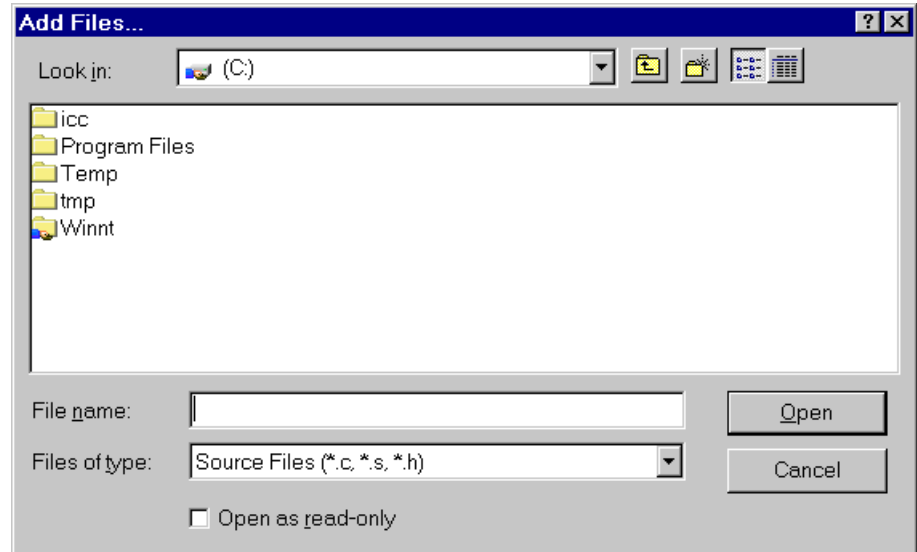 Add Files...
Look in: (C:)
icc
Program Files
Temp
tmp
Winnt
File name:
Open
Files of type: Source Files (*.c, *.s, *.h)
Cancel
Open as read-only